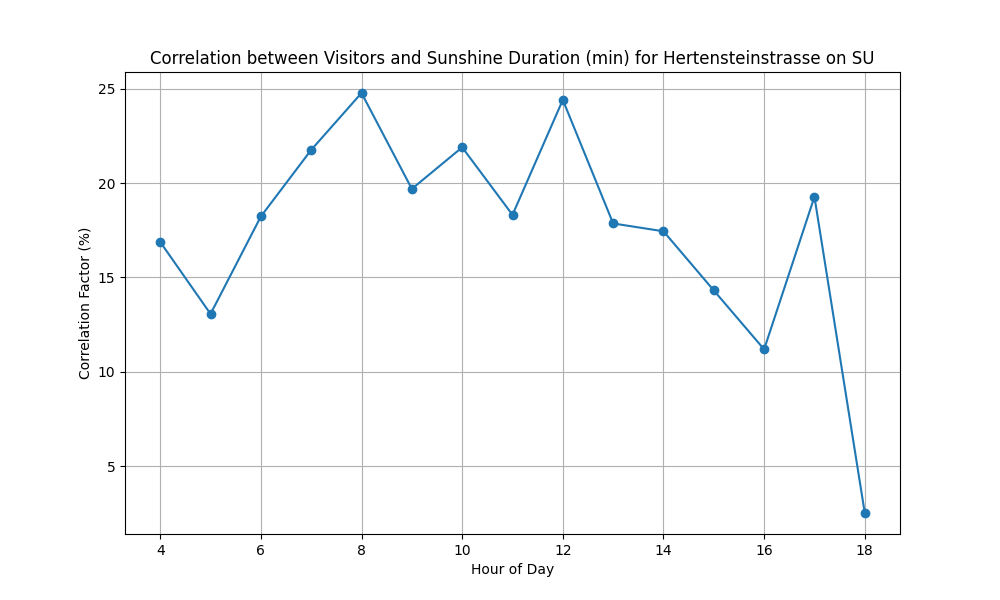 Correlation between Visitors and Sunshine Duration (min) for Hertensteinstrasse on SU
25
20
15
10
5
Correlation Factor (%)
4 6 8 10 12 14 16 18
Hour of Day